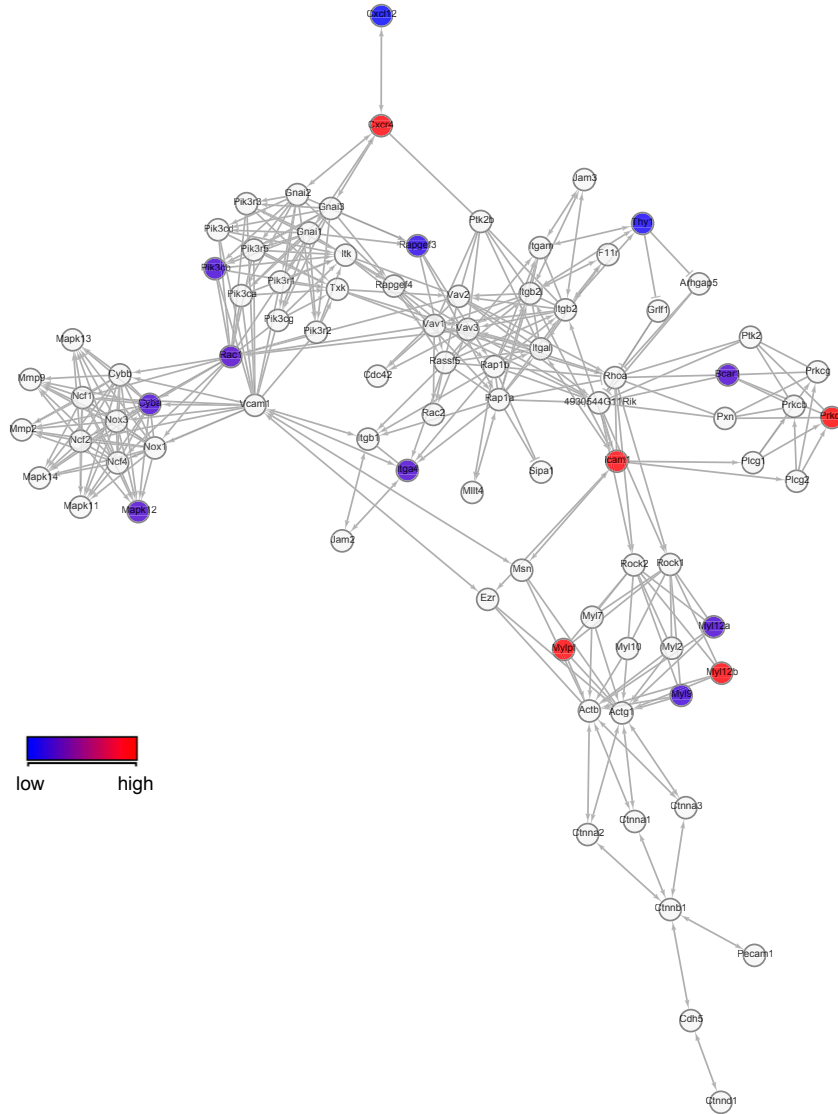 Cxcl12
Cxcr4
Jam3
Gnai2
Pik3r3
Gnai3
Ptk2b
Thy1
Pik3cd
Gnai1
Itgam
Rapgef3
Pik3r5
Itk
F11r
Pik3cb
Pik3r1
Txk
Rapgef4
Arhgap5
Pik3ca
Vav2
Itgb2l
Itgb2
Grlf1
Pik3cg
Pik3r2
Vav1
Vav3
Mapk13
Ptk2
Rac1
Itgal
Rassf5
Rap1b
Cybb
Cdc42
Rhoa
Bcar1
Prkcg
Mmp9
Ncf1
Cyba
Vcam1
Rap1a
4930544G11Rik
Prkcb
Nox3
Rac2
Pxn
Mmp2
Ncf2
Nox1
Itgb1
Ncf4
Itga4
Sipa1
Icam1
Plcg1
Mapk14
Mllt4
Plcg2
Mapk11
Mapk12
Jam2
Msn
Rock2
Rock1
Ezr
Myl7
Myl12a
Mylpf
Myl10
Myl2
Myl12b
Myl9
Actb
Actg1
low
high
Ctnna3
Ctnna2
Ctnna1
Ctnnb1
Pecam1
Cdh5
Ctnnd1